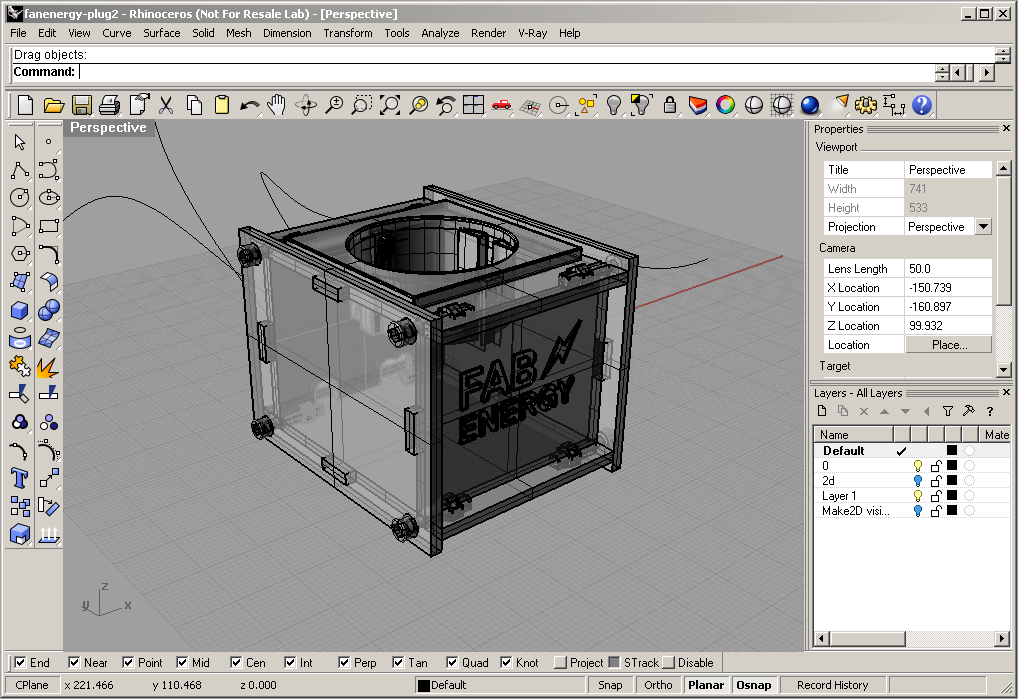 fanenergy-plug2 - Rhinoceros (Not For Resale Lab) - [Perspective]
File Edit View Curve Surface Solid Mesh Dimension Transform Tools Analyze Render V-Ray Help
Drag objects:
Command:
Perspective
Properties
Viewport
Title Perspective
Width 741
Height 533
Projection Perspective
Camera
Lens Length 50.0
X Location -150.739
Y Location -160.897
Z Location 99.932
Location Place...
Target
Layers - All Layers
?
Name Mate
Default
0
2d
Layer 1
Make2D visi...
FAB
ENERGY
z
y x
End Near Point Mid Cen Int Perp Tan Quad Knot Project STrack Disable
CPlane x 221.466 y 110.468 z 0.000 Default Snap Ortho Planar Osnap Record History